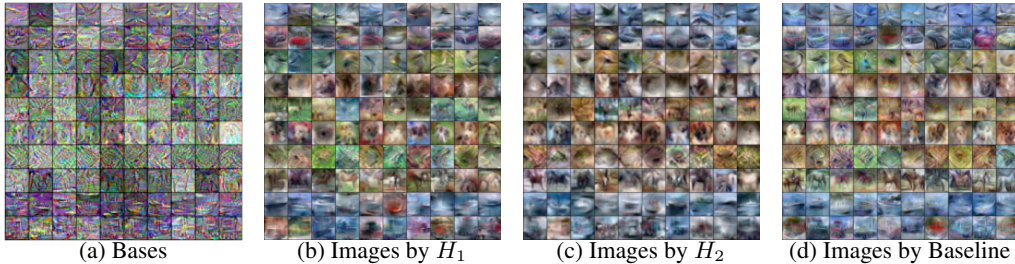 (a) Bases
(b) Images by H₁
(c) Images by H₂
(d) Images by Baseline